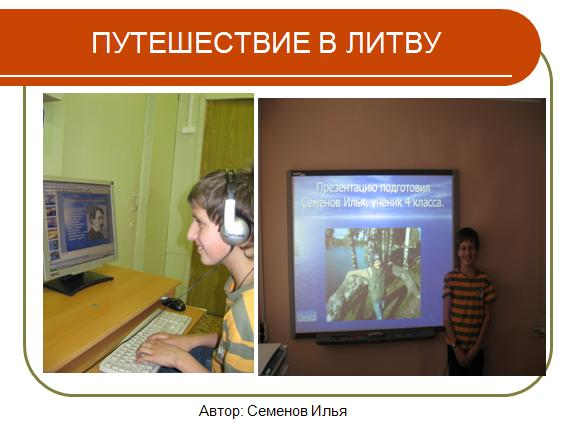 ПУТЕШЕСТВИЕ В ЛИТВУ
Презентацию подготовил
Семенов Илья, ученик 4 класса.
Автор: Семенов Илья